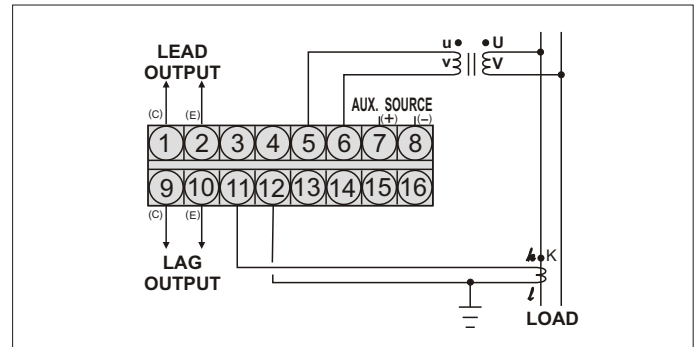 LEAD
OUTPUT
u U
v V
AUX. SOURCE
(C) (E) (+) (−)
1 2 3 4 5 6 7 8
9 10 11 12 13 14 15 16
(C) (E)
LAG
OUTPUT
k K
l
LOAD